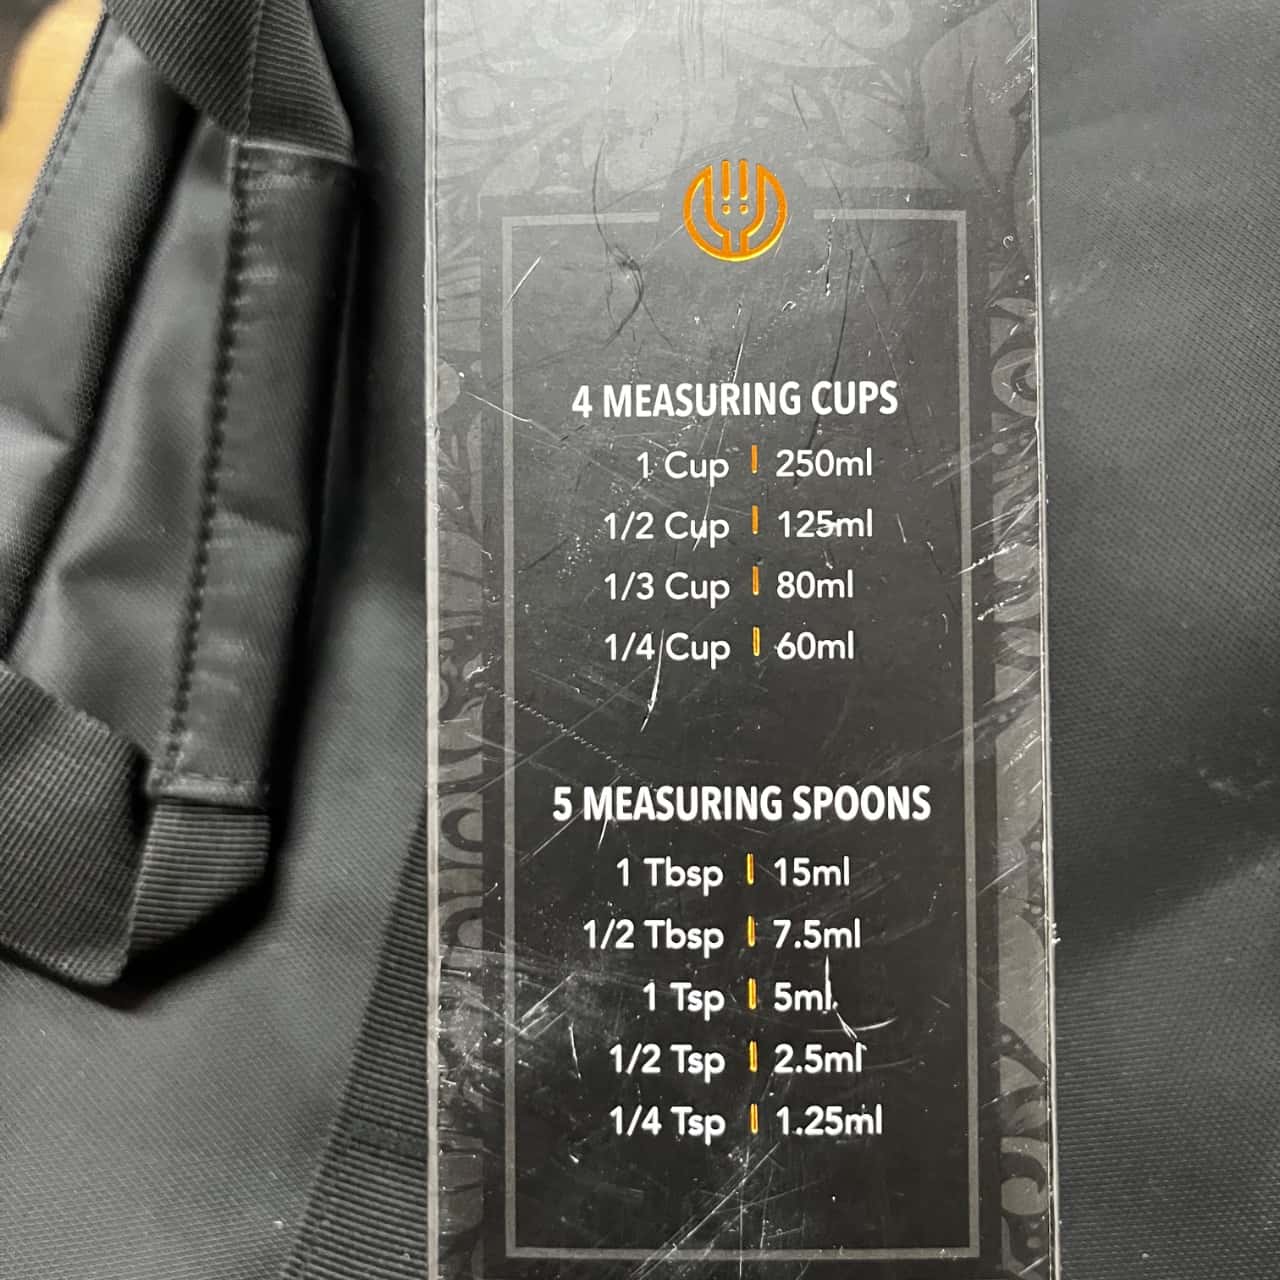 4 MEASURING CUPS
1 Cup | 250ml
1/2 Cup | 125ml
1/3 Cup | 80ml
1/4 Cup | 60ml
5 MEASURING SPOONS
1 Tbsp | 15ml
1/2 Tbsp | 7.5ml
1 Tsp | 5ml
1/2 Tsp | 2.5ml
1/4 Tsp | 1.25ml